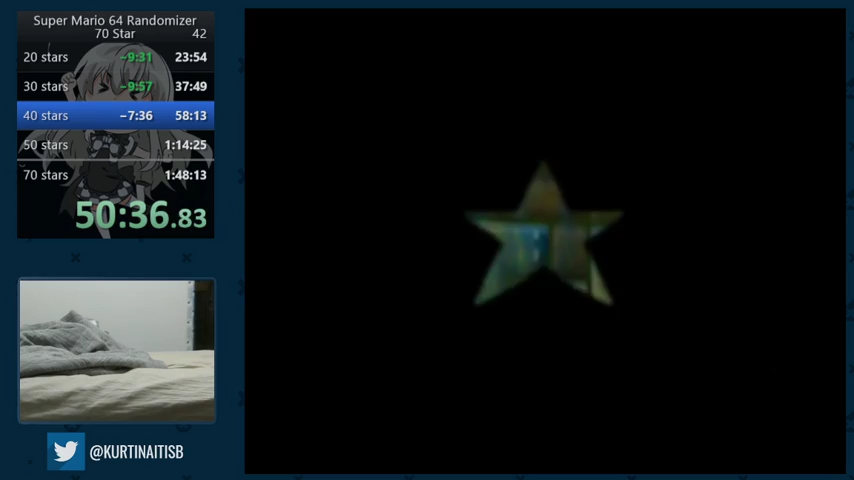 Super Mario 64 Randomizer
70 Star 42
20 stars -9:31 23:54
30 stars -9:57 37:49
40 stars -7:36 58:13
50 stars 1:14:25
70 stars 1:48:13
50:36.83
@KURTINAITISB